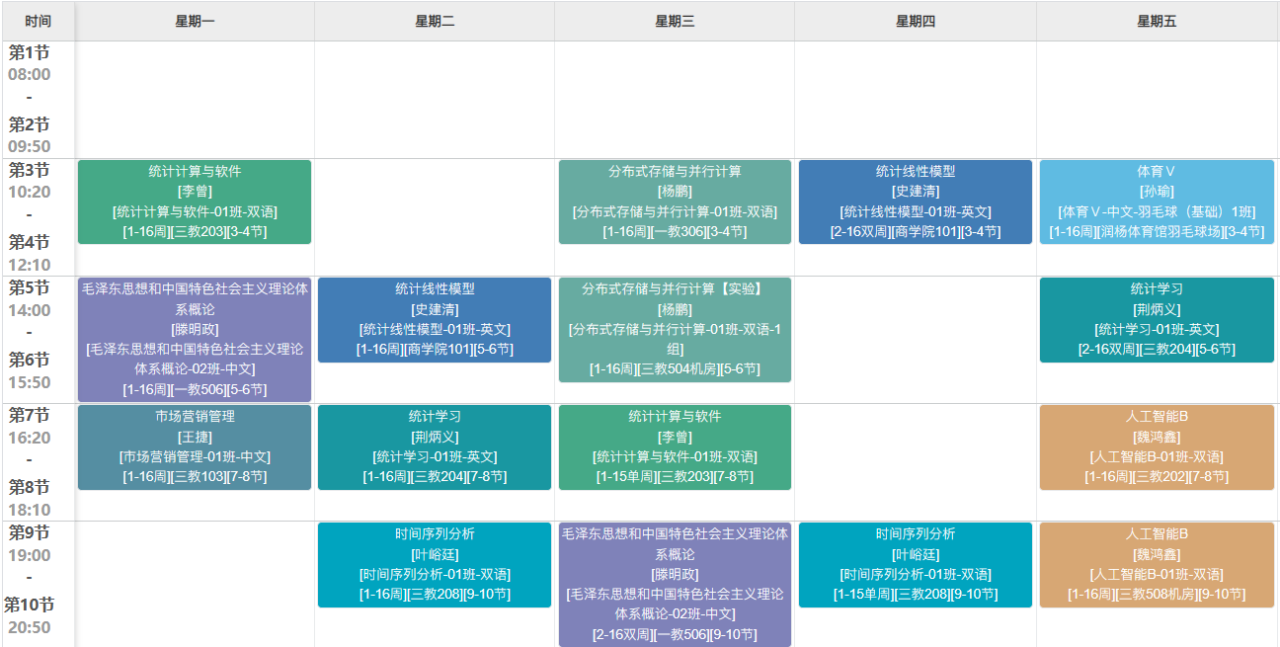 时间
星期一
星期二
星期三
星期四
星期五
第1节
08:00
-
第2节
09:50
第3节
10:20
-
第4节
12:10
统计计算与软件
[李曾]
[统计计算与软件-01班-双语]
[1-16周][三教203][3-4节]
分布式存储与并行计算
[杨鹏]
[分布式存储与并行计算-01班-双语]
[1-16周][一教306][3-4节]
统计线性模型
[史建清]
[统计线性模型-01班-英文]
[2-16双周][商学院101][3-4节]
体育Ⅴ
[孙瑜]
[体育Ⅴ-中文-羽毛球（基础）1班]
[1-16周][润杨体育馆羽毛球场][3-4节]
第5节
14:00
-
第6节
15:50
毛泽东思想和中国特色社会主义理论体
系概论
[滕明政]
[毛泽东思想和中国特色社会主义理论
体系概论-02班-中文]
[1-16周][一教506][5-6节]
统计线性模型
[史建清]
[统计线性模型-01班-英文]
[1-16周][商学院101][5-6节]
分布式存储与并行计算【实验】
[杨鹏]
[分布式存储与并行计算-01班-双语-1
组]
[1-16周][三教504机房][5-6节]
统计学习
[荆炳义]
[统计学习-01班-英文]
[2-16双周][三教204][5-6节]
第7节
16:20
-
第8节
18:10
市场营销管理
[王捷]
[市场营销管理-01班-中文]
[1-16周][三教103][7-8节]
统计学习
[荆炳义]
[统计学习-01班-英文]
[1-16周][三教204][7-8节]
统计计算与软件
[李曾]
[统计计算与软件-01班-双语]
[1-15单周][三教203][7-8节]
人工智能B
[魏鸿鑫]
[人工智能B-01班-双语]
[1-16周][三教202][7-8节]
第9节
19:00
-
第10节
20:50
时间序列分析
[叶峪廷]
[时间序列分析-01班-双语]
[1-16周][三教208][9-10节]
毛泽东思想和中国特色社会主义理论体
系概论
[滕明政]
[毛泽东思想和中国特色社会主义理论
体系概论-02班-中文]
[2-16双周][一教506][9-10节]
时间序列分析
[叶峪廷]
[时间序列分析-01班-双语]
[1-15单周][三教208][9-10节]
人工智能B
[魏鸿鑫]
[人工智能B-01班-双语]
[1-16周][三教508机房][9-10节]